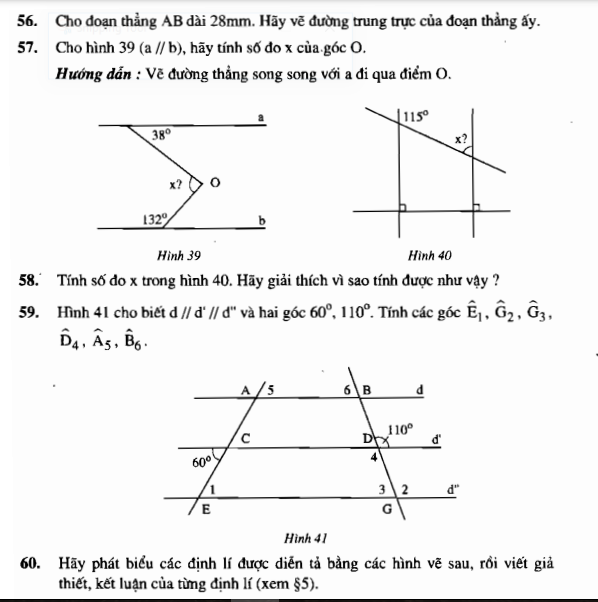 56. Cho đoạn thẳng AB dài 28mm. Hãy vẽ đường trung trực của đoạn thẳng ấy.
57. Cho hình 39 (a // b), hãy tính số đo x của góc O.
Hướng dẫn : Vẽ đường thẳng song song với a đi qua điểm O.
a
38°
x?
O
132°
b
Hình 39
115°
x?
Hình 40
58. Tính số đo x trong hình 40. Hãy giải thích vì sao tính được như vậy ?
59. Hình 41 cho biết d // d' // d" và hai góc 60°, 110°. Tính các góc Ê₁, Ĝ₂, Ĝ₃,
D̂₄, Â₅, B̂₆.
A 5 6 B d
C D 110° d'
60° 4
1 3 2 d"
E G
Hình 41
60. Hãy phát biểu các định lí được diễn tả bằng các hình vẽ sau, rồi viết giả
thiết, kết luận của từng định lí (xem §5).